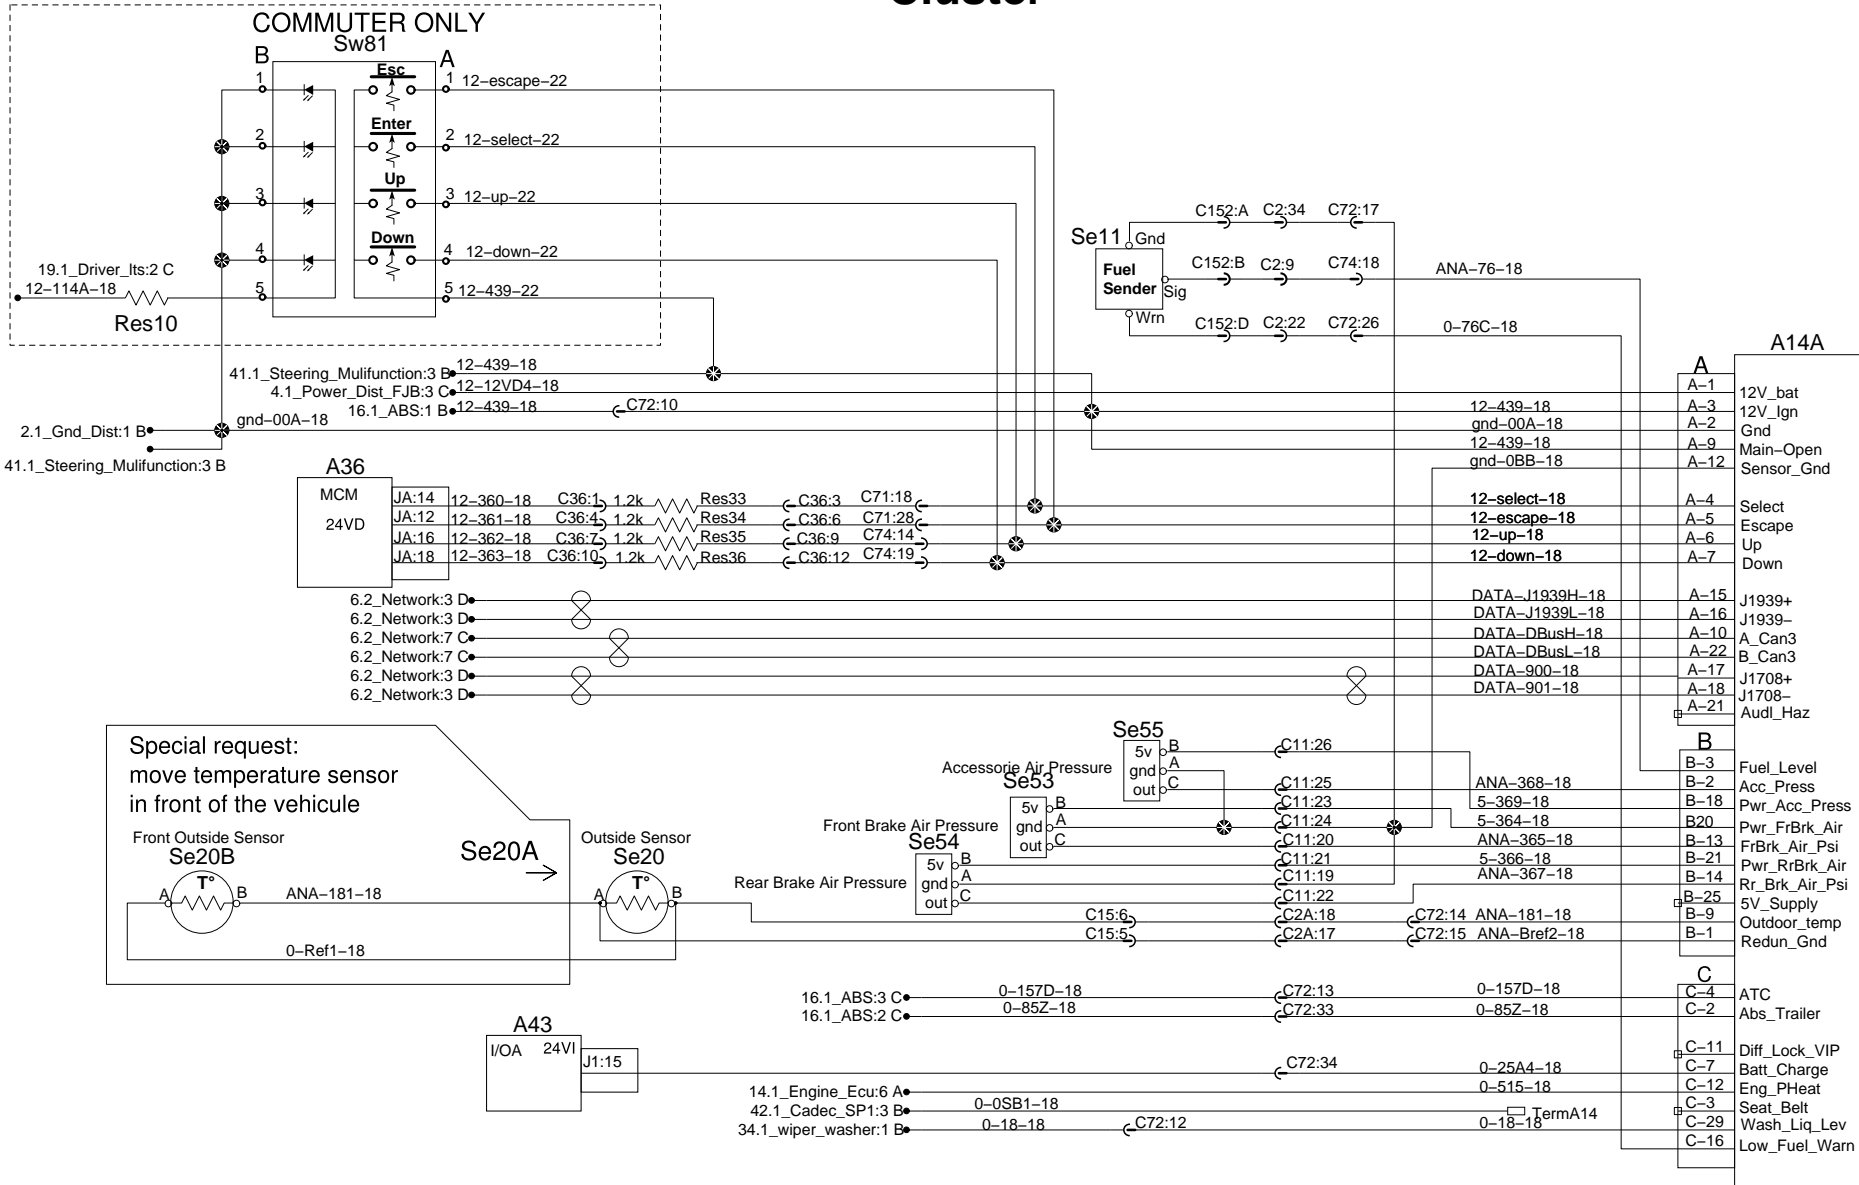 Cluster
COMMUTER ONLY
Sw81
B
A
1
Esc
1
12-escape-22
2
Enter
2
12-select-22
3
Up
3
12-up-22
4
Down
4
12-down-22
19.1_Driver_lts:2 C
12-114A-18
5
5
12-439-22
Res10
Se11
Gnd
C152:A
C2:34
C72:17
Fuel
Sender
Sig
C152:B
C2:9
C74:18
ANA-76-18
Wrn
C152:D
C2:22
C72:26
0-76C-18
A14A
A
41.1_Steering_Mulifunction:3 B
12-439-18
4.1_Power_Dist_FJB:3 C
12-12VD4-18
A-1
12V_bat
16.1_ABS:1 B
12-439-18
C72:10
12-439-18
A-3
12V_Ign
2.1_Gnd_Dist:1 B
gnd-00A-18
gnd-00A-18
A-2
Gnd
41.1_Steering_Mulifunction:3 B
12-439-18
A-9
Main-Open
gnd-0BB-18
A-12
Sensor_Gnd
A36
MCM
24VD
JA:14
12-360-18
C36:1
1.2k
Res33
C36:3
C71:18
12-select-18
A-4
Select
JA:12
12-361-18
C36:4
1.2k
Res34
C36:6
C71:28
12-escape-18
A-5
Escape
JA:16
12-362-18
C36:7
1.2k
Res35
C36:9
C74:14
12-up-18
A-6
Up
JA:18
12-363-18
C36:10
1.2k
Res36
C36:12
C74:19
12-down-18
A-7
Down
6.2_Network:3 D
DATA-J1939H-18
A-15
J1939+
6.2_Network:3 D
DATA-J1939L-18
A-16
J1939-
6.2_Network:7 C
DATA-DBusH-18
A-10
A_Can3
6.2_Network:7 C
DATA-DBusL-18
A-22
B_Can3
6.2_Network:3 D
DATA-900-18
A-17
J1708+
6.2_Network:3 D
DATA-901-18
A-18
J1708-
A-21
Audl_Haz
Special request:
move temperature sensor
in front of the vehicule
Front Outside Sensor
Se20B
T°
A
B
ANA-181-18
0-Ref1-18
Se20A
Outside Sensor
Se20
T°
A
B
Accessorie Air Pressure
Se55
5v
gnd
out
B
A
C
Front Brake Air Pressure
Se53
5v
gnd
out
B
A
C
Rear Brake Air Pressure
Se54
5v
gnd
out
B
A
C
C11:26
C11:25
C11:23
C11:24
C11:20
C11:21
C11:19
C11:22
C15:6
C2A:18
C72:14
C15:5
C2A:17
C72:15
B
B-3
Fuel_Level
ANA-368-18
B-2
Acc_Press
5-369-18
B-18
Pwr_Acc_Press
5-364-18
B20
Pwr_FrBrk_Air
ANA-365-18
B-13
FrBrk_Air_Psi
5-366-18
B-21
Pwr_RrBrk_Air
ANA-367-18
B-14
Rr_Brk_Air_Psi
B-25
5V_Supply
ANA-181-18
B-9
Outdoor_temp
ANA-Bref2-18
B-1
Redun_Gnd
C
16.1_ABS:3 C
0-157D-18
C72:13
0-157D-18
C-4
ATC
16.1_ABS:2 C
0-85Z-18
C72:33
0-85Z-18
C-2
Abs_Trailer
A43
I/OA
24VI
J1:15
C-11
Diff_Lock_VIP
C72:34
0-25A4-18
C-7
Batt_Charge
14.1_Engine_Ecu:6 A
0-515-18
C-12
Eng_PHeat
42.1_Cadec_SP1:3 B
0-0SB1-18
TermA14
C-3
Seat_Belt
34.1_wiper_washer:1 B
0-18-18
C72:12
0-18-18
C-29
Wash_Liq_Lev
C-16
Low_Fuel_Warn